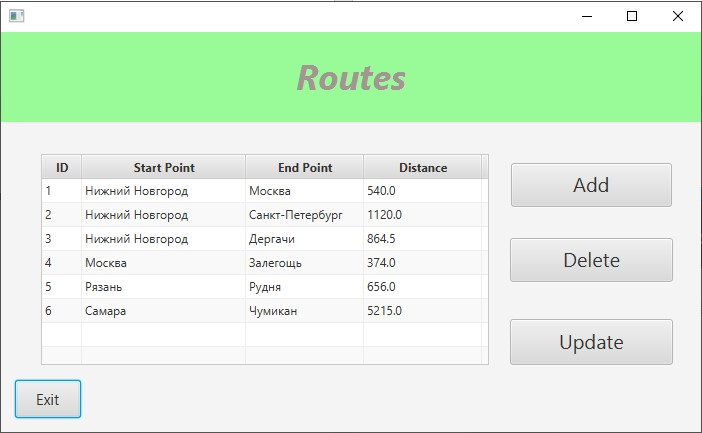 Routes
ID Start Point End Point Distance
1 Нижний Новгород Москва 540.0
2 Нижний Новгород Санкт-Петербург 1120.0
3 Нижний Новгород Дергачи 864.5
4 Москва Залегощь 374.0
5 Рязань Рудня 656.0
6 Самара Чумикан 5215.0
Add
Delete
Update
Exit